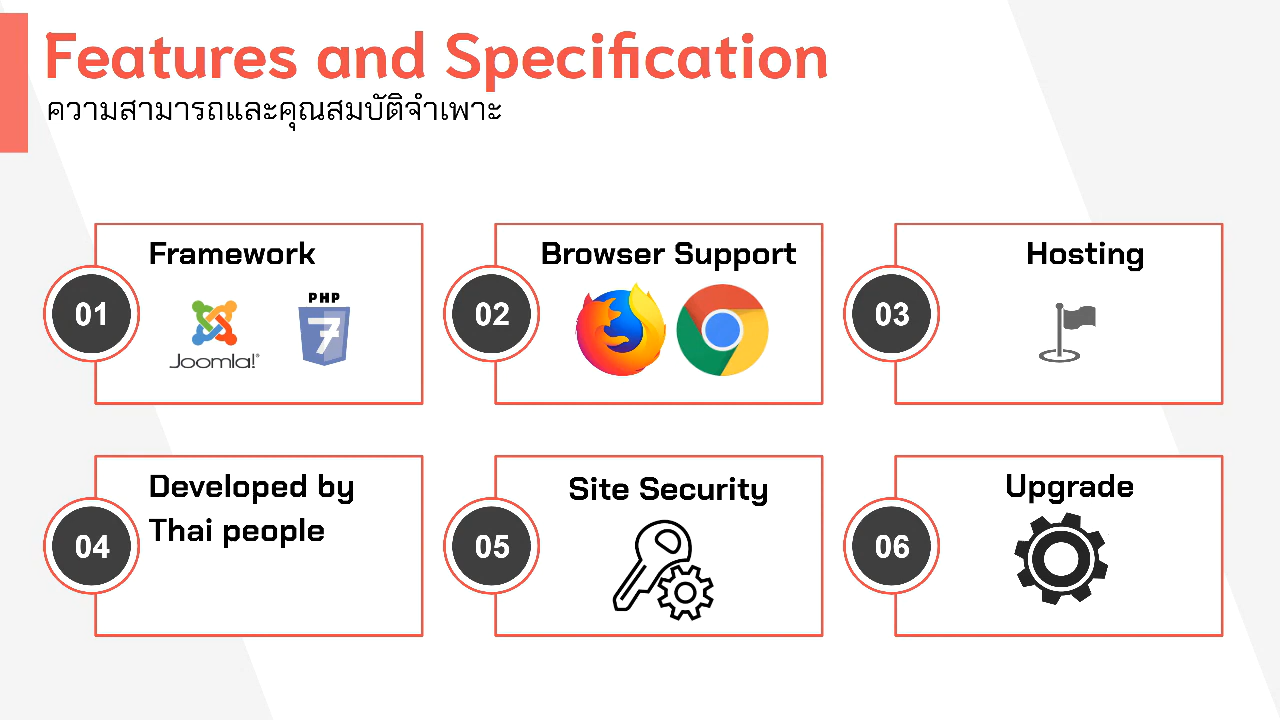 Features and Specification
ความสามารถและคุณสมบัติจำเพาะ
01
Framework
Joomla!®
PHP
7
02
Browser Support
03
Hosting
04
Developed by
Thai people
05
Site Security
06
Upgrade